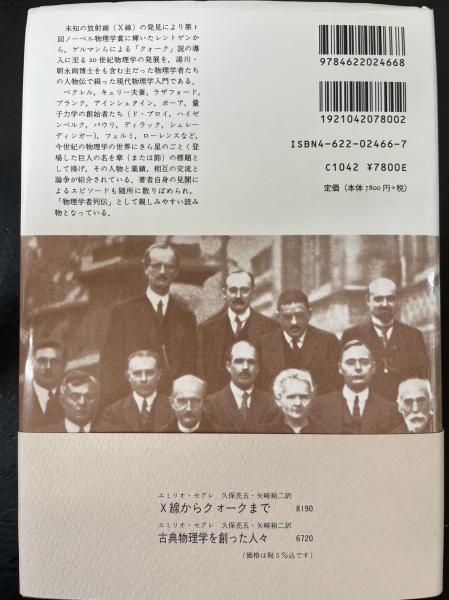 未知の放射線（X線）の発見により第1
回ノーベル物理学賞に輝いたレントゲンか
ら，ゲルマンらによる「クォーク」説の導
入に至る20世紀物理学の発展を，湯川・
朝永両博士をも含む主だった物理学者たち
の人物伝で綴った現代物理学入門である。
ベクレル，キュリー夫妻，ラザフォード，
プランク，アインシュタイン，ボーア，量
子力学の創始者たち（ド・ブロイ，ハイゼ
ンベルク，パウリ，ディラック，シュレー
ディンガー），フェルミ，ローレンスなど，
今世紀の物理学の世界にきら星のごとく登
場した巨人の名を章（または節）の標題と
して掲げ，その人物と業績，相互の交流と
論争が紹介されている。著者自身の見聞に
よるエピソードも随所に散りばめられ，
「物理学者列伝」として親しみやすい読み
物となっている。
9784622024668
1921042078002
ISBN4-622-02466-7
C1042 ¥7800E
定価（本体7800円+税）
エミリオ・セグレ 久保亮五・矢崎裕二訳
X線からクォークまで 8190
エミリオ・セグレ 久保亮五・矢崎裕二訳
古典物理学を創った人々 6720
（価格は税5％込です）